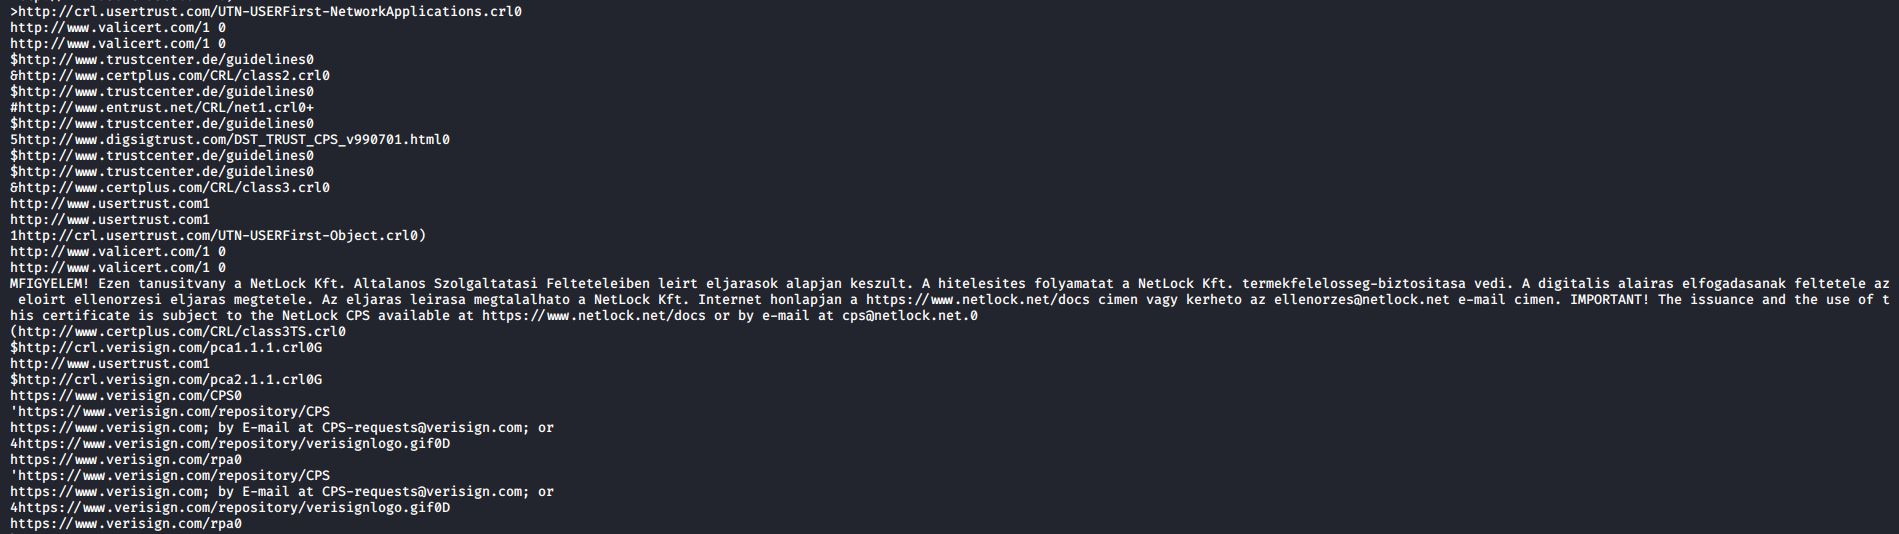 >http://crl.usertrust.com/UTN-USERFirst-NetworkApplications.crl0
http://www.valicert.com/1 0
http://www.valicert.com/1 0
$http://www.trustcenter.de/guidelines0
&http://www.certplus.com/CRL/class2.crl0
$http://www.trustcenter.de/guidelines0
#http://www.entrust.net/CRL/net1.crl0+
$http://www.trustcenter.de/guidelines0
5http://www.digsigtrust.com/DST_TRUST_CPS_v990701.html0
$http://www.trustcenter.de/guidelines0
$http://www.trustcenter.de/guidelines0
&http://www.certplus.com/CRL/class3.crl0
http://www.usertrust.com1
http://www.usertrust.com1
1http://crl.usertrust.com/UTN-USERFirst-Object.crl0)
http://www.valicert.com/1 0
http://www.valicert.com/1 0
MFIGYELEM! Ezen tanusitvany a NetLock Kft. Altalanos Szolgaltatasi Felteteleiben leirt eljarasok alapjan keszult. A hitelesites folyamatat a NetLock Kft. termekfelelosseg-biztositasa vedi. A digitalis alairas elfogadasanak feltetele az
eloirt ellenorzesi eljaras megtetele. Az eljaras leirasa megtalalhato a NetLock Kft. Internet honlapjan a https://www.netlock.net/docs cimen vagy kerheto az ellenorzes@netlock.net e-mail cimen. IMPORTANT! The issuance and the use of t
his certificate is subject to the NetLock CPS available at https://www.netlock.net/docs or by e-mail at cps@netlock.net.0
(http://www.certplus.com/CRL/class3TS.crl0
$http://crl.verisign.com/pca1.1.1.crl0G
http://www.usertrust.com1
$http://crl.verisign.com/pca2.1.1.crl0G
https://www.verisign.com/CPS0
'https://www.verisign.com/repository/CPS
https://www.verisign.com; by E-mail at CPS-requests@verisign.com; or
4https://www.verisign.com/repository/verisignlogo.gif0D
https://www.verisign.com/rpa0
'https://www.verisign.com/repository/CPS
https://www.verisign.com; by E-mail at CPS-requests@verisign.com; or
4https://www.verisign.com/repository/verisignlogo.gif0D
https://www.verisign.com/rpa0